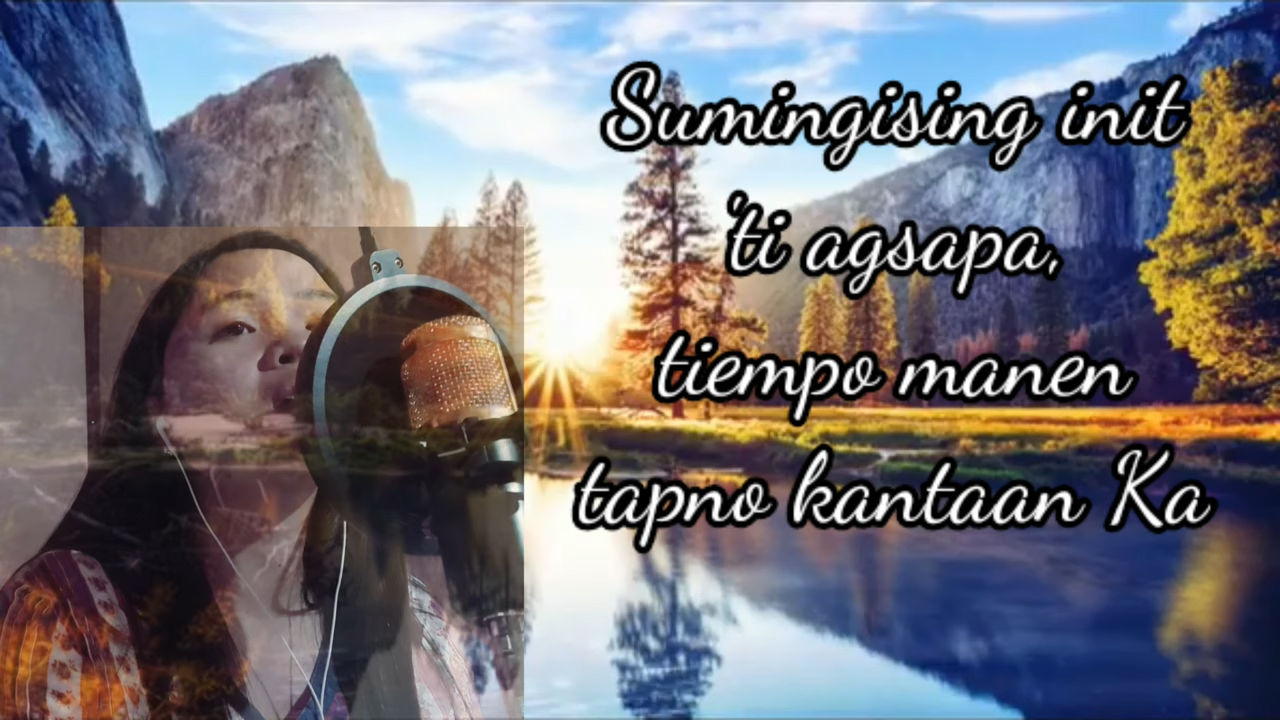 Sumingising init
'ti agsapa,
tiempo manen
tapno kantaan Ka